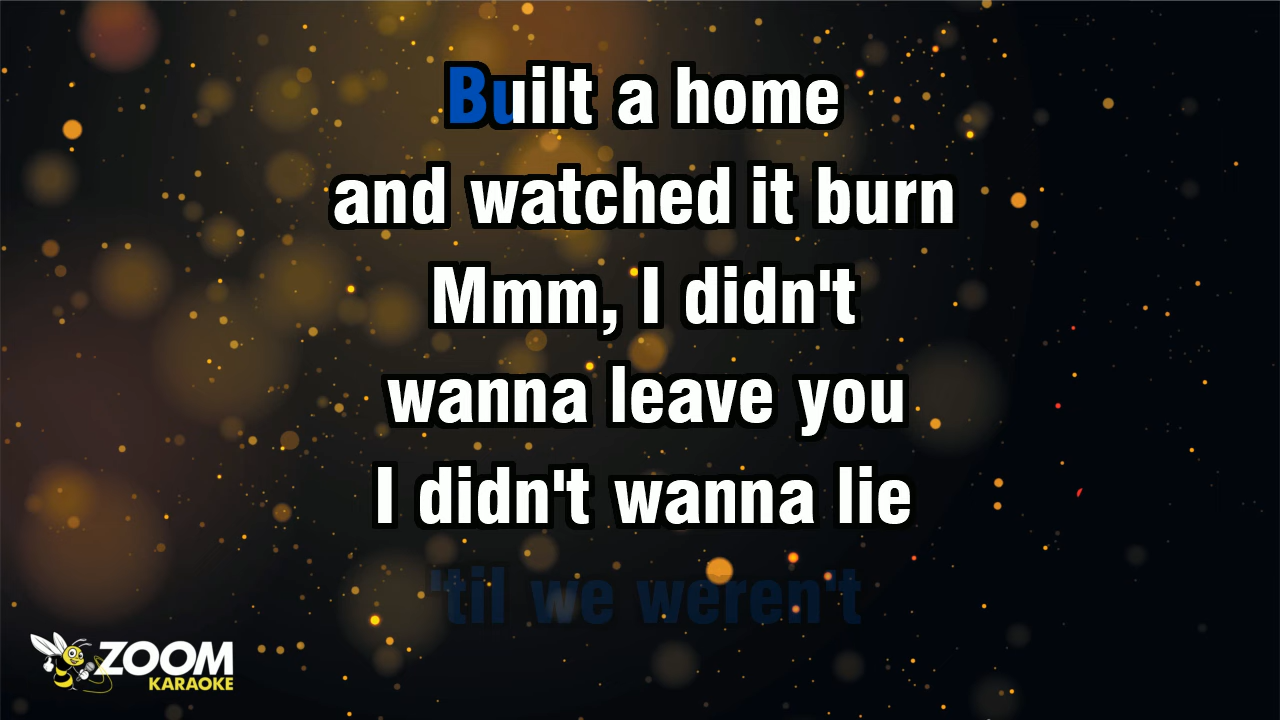 Built a home
and watched it burn
Mmm, I didn't
wanna leave you
I didn't wanna lie
'til we weren't
ZOOM
KARAOKE